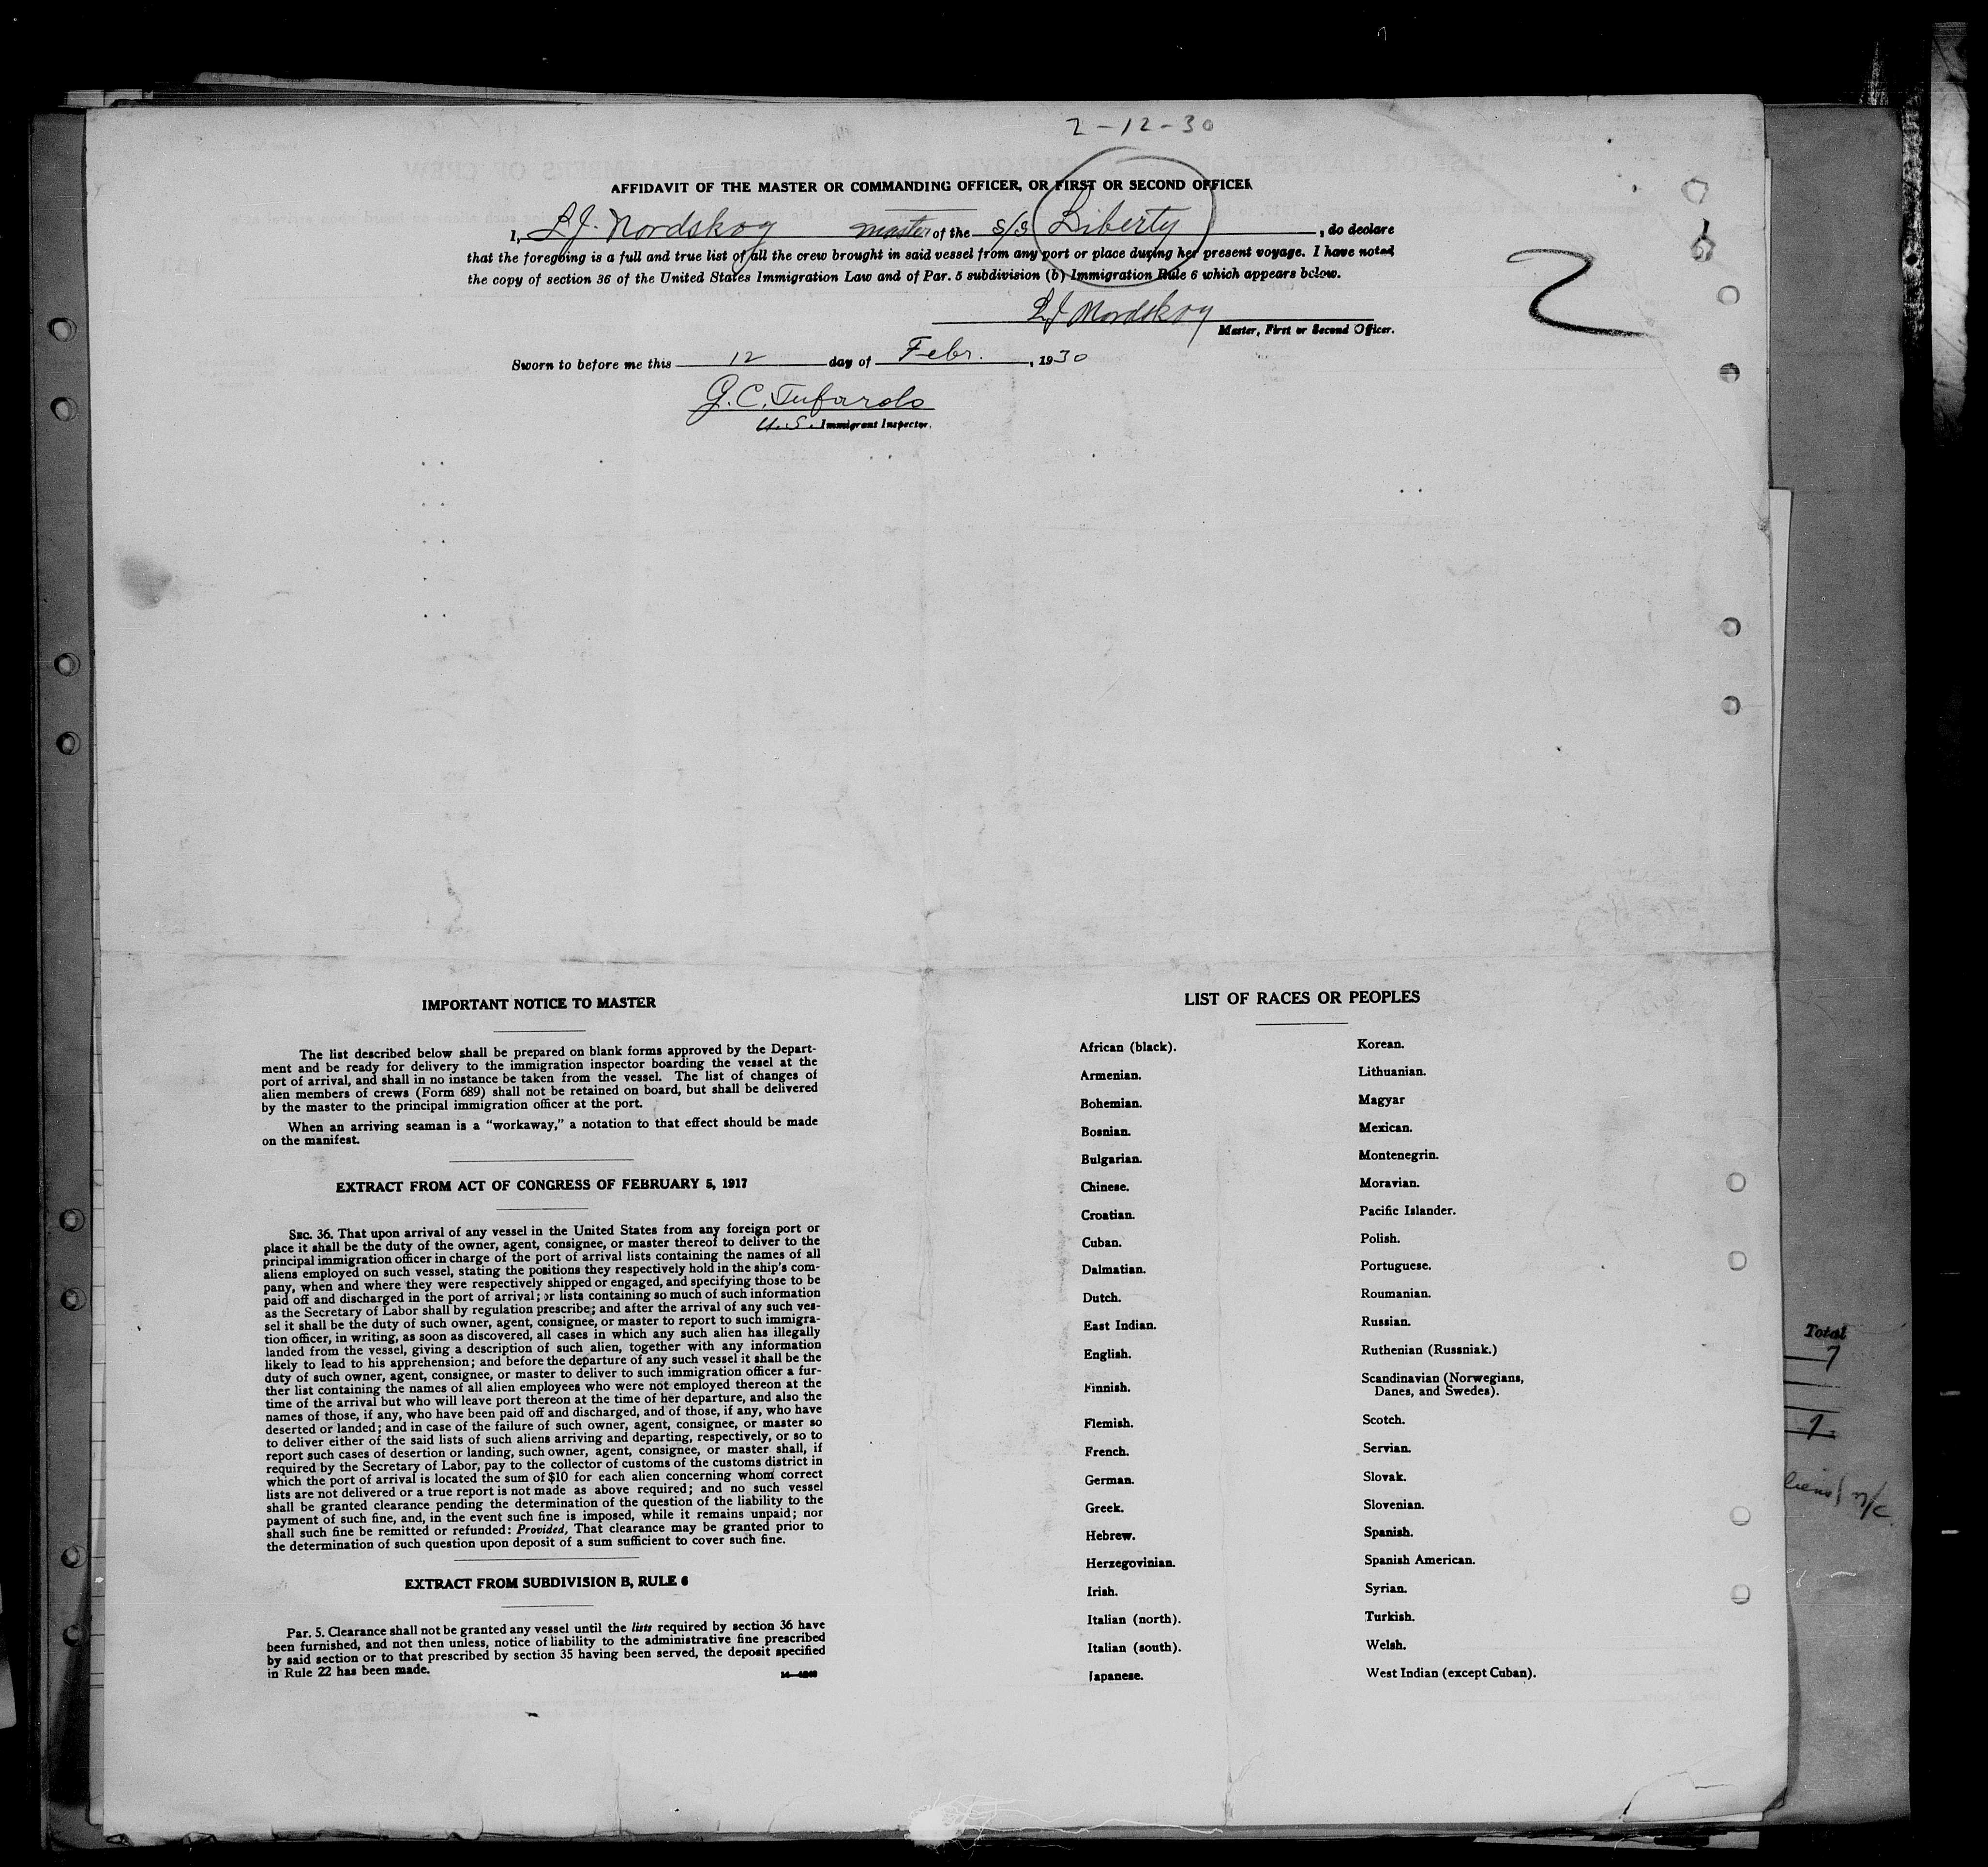 2-12-30
AFFIDAVIT OF THE MASTER OR COMMANDING OFFICER, OR FIRST OR SECOND OFFICER
I, L.J. Nordskog master of the S/S Liberty, do declare
that the foregoing is a full and true list of all the crew brought in said vessel from any port or place during her present voyage. I have noted
the copy of section 36 of the United States Immigration Law and of Par. 5 subdivision (b) Immigration Rule 6 which appears below.
2
L J Nordskog
Master, First or Second Officer.
Sworn to before me this 12 day of Febr., 1930
G. C. Tufarolo
U.S. Immigrant Inspector.
IMPORTANT NOTICE TO MASTER
The list described below shall be prepared on blank forms approved by the Depart-
ment and be ready for delivery to the immigration inspector boarding the vessel at the
port of arrival, and shall in no instance be taken from the vessel. The list of changes of
alien members of crews (Form 689) shall not be retained on board, but shall be delivered
by the master to the principal immigration officer at the port.
When an arriving seaman is a "workaway," a notation to that effect should be made
on the manifest.
EXTRACT FROM ACT OF CONGRESS OF FEBRUARY 5, 1917
SEC. 36. That upon arrival of any vessel in the United States from any foreign port or
place it shall be the duty of the owner, agent, consignee, or master thereof to deliver to the
principal immigration officer in charge of the port of arrival lists containing the names of all
aliens employed on such vessel, stating the positions they respectively hold in the ship's com-
pany, when and where they were respectively shipped or engaged, and specifying those to be
paid off and discharged in the port of arrival; or lists containing so much of such information
as the Secretary of Labor shall by regulation prescribe; and after the arrival of any such ves-
sel it shall be the duty of such owner, agent, consignee, or master to report to such immigra-
tion officer, in writing, as soon as discovered, all cases in which any such alien has illegally
landed from the vessel, giving a description of such alien, together with any information
likely to lead to his apprehension; and before the departure of any such vessel it shall be the
duty of such owner, agent, consignee, or master to deliver to such immigration officer a fur-
ther list containing the names of all alien employees who were not employed thereon at the
time of the arrival but who will leave port thereon at the time of her departure, and also the
names of those, if any, who have been paid off and discharged, and of those, if any, who have
deserted or landed; and in case of the failure of such owner, agent, consignee, or master so
to deliver either of the said lists of such aliens arriving and departing, respectively, or so to
report such cases of desertion or landing, such owner, agent, consignee, or master shall, if
required by the Secretary of Labor, pay to the collector of customs of the customs district in
which the port of arrival is located the sum of $10 for each alien concerning whom correct
lists are not delivered or a true report is not made as above required; and no such vessel
shall be granted clearance pending the determination of the question of the liability to the
payment of such fine, and, in the event such fine is imposed, while it remains unpaid; nor
shall such fine be remitted or refunded: Provided, That clearance may be granted prior to
the determination of such question upon deposit of a sum sufficient to cover such fine.
EXTRACT FROM SUBDIVISION B, RULE 6
Par. 5. Clearance shall not be granted any vessel until the lists required by section 36 have
been furnished, and not then unless, notice of liability to the administrative fine prescribed
by said section or to that prescribed by section 35 having been served, the deposit specified
in Rule 22 has been made.
LIST OF RACES OR PEOPLES
African (black).
Armenian.
Bohemian.
Bosnian.
Bulgarian.
Chinese.
Croatian.
Cuban.
Dalmatian.
Dutch.
East Indian.
English.
Finnish.
Flemish.
French.
German.
Greek.
Hebrew.
Herzegovinian.
Irish.
Italian (north).
Italian (south).
Japanese.
Korean.
Lithuanian.
Magyar
Mexican.
Montenegrin.
Moravian.
Pacific Islander.
Polish.
Portuguese.
Roumanian.
Russian.
Ruthenian (Russniak.)
Scandinavian (Norwegians,
Danes, and Swedes).
Scotch.
Servian.
Slovak.
Slovenian.
Spanish.
Spanish American.
Syrian.
Turkish.
Welsh.
West Indian (except Cuban).
Total
7